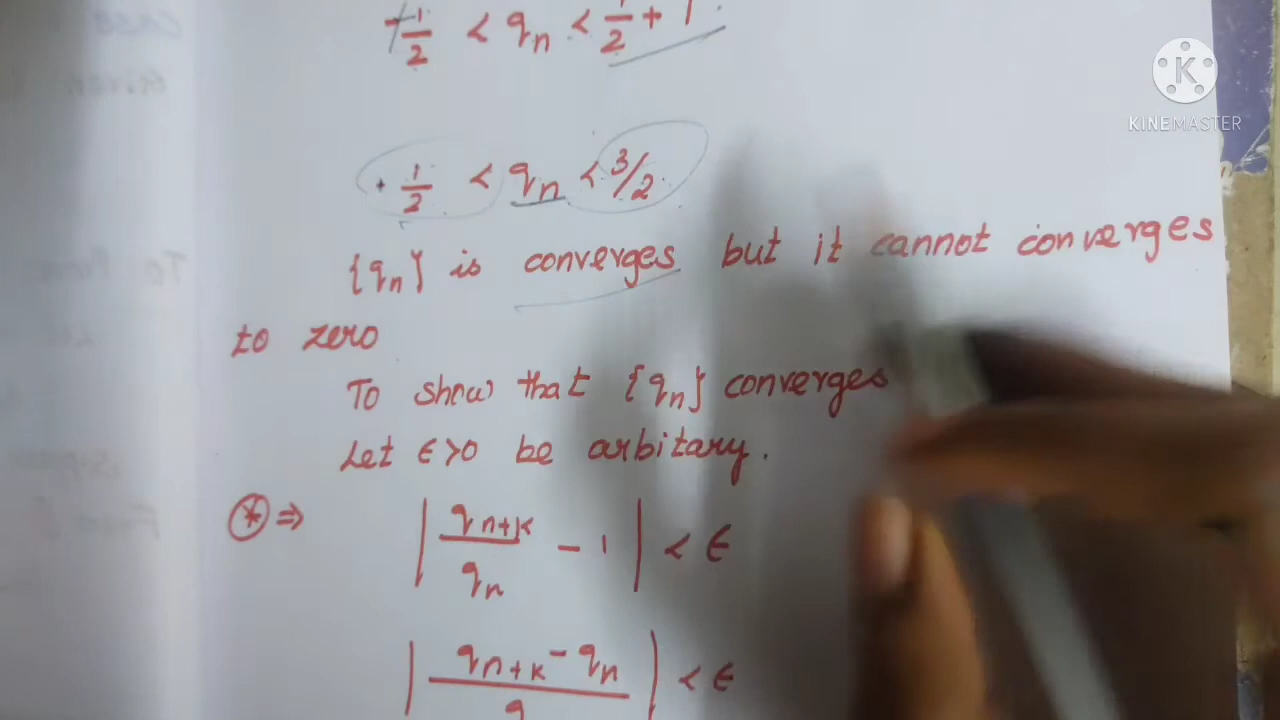 -1/2 < qn < 1/2 + 1
KINEMASTER
1/2 < qn < 3/2
{qn} is converges but it cannot converges
to zero
To show that {qn} converges
Let ϵ>0 be arbitary.
(*) ⇒ | qn+k / qn - 1 | < ϵ
| qn+k - qn / q | < ϵ